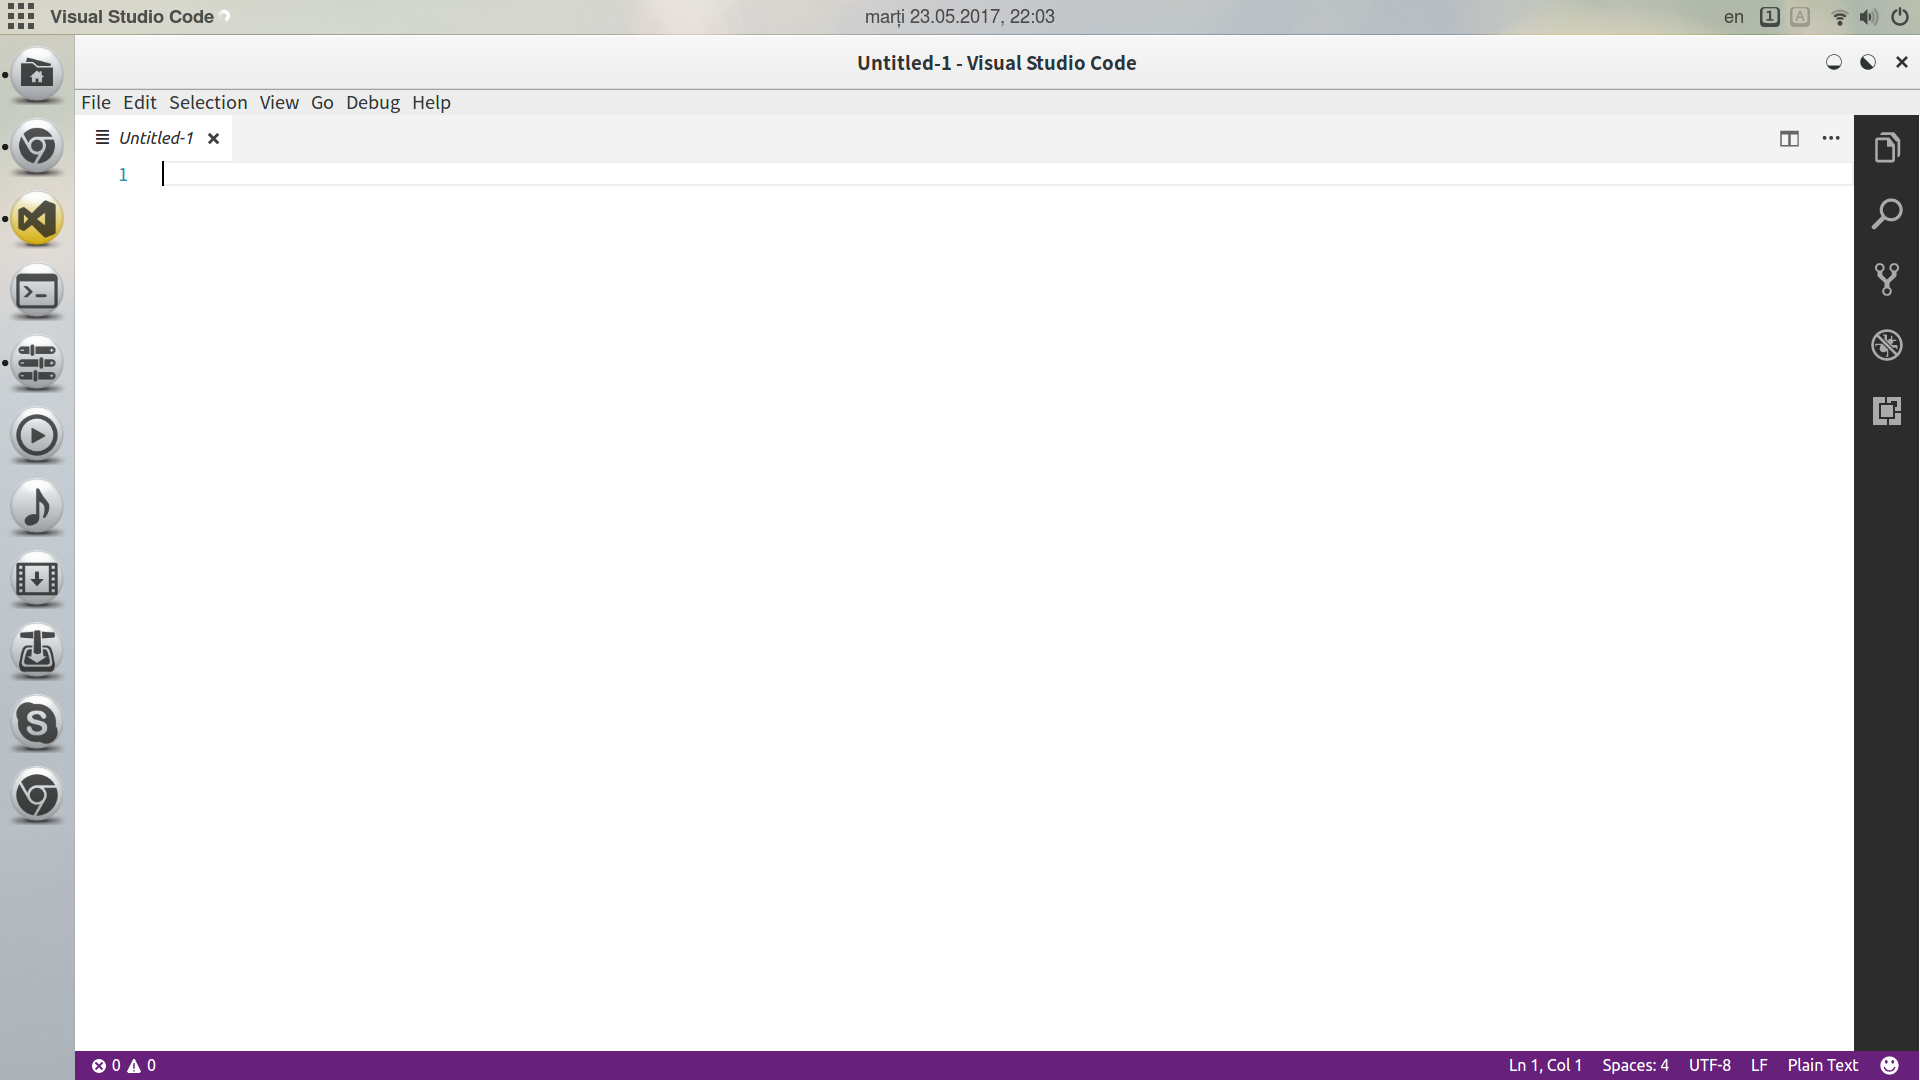 Visual Studio Code
marți 23.05.2017, 22:03
en 1 A
Untitled-1 - Visual Studio Code
File Edit Selection View Go Debug Help
Untitled-1
1
0 0
Ln 1, Col 1 Spaces: 4 UTF-8 LF Plain Text